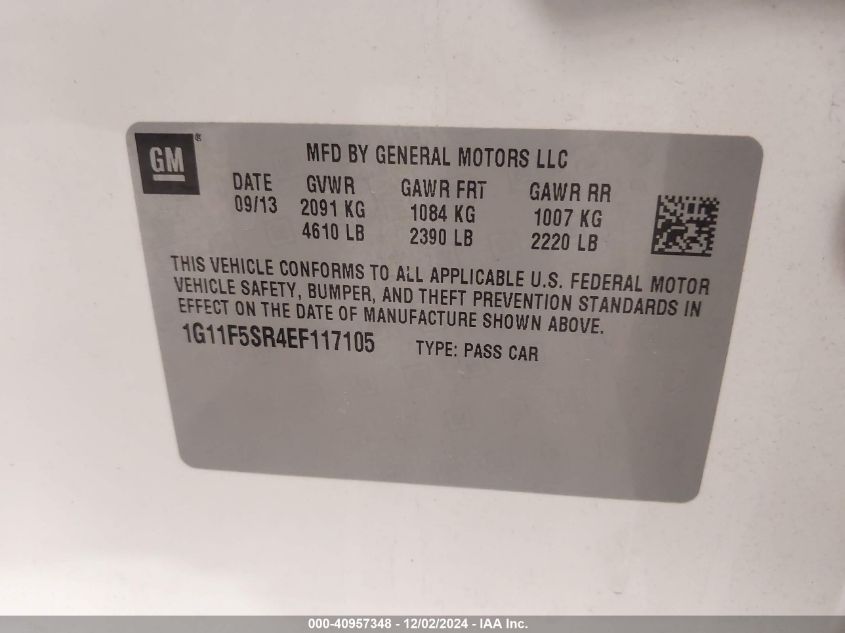 GM®
MFD BY GENERAL MOTORS LLC
DATE GVWR GAWR FRT GAWR RR
09/13 2091 KG 1084 KG 1007 KG
4610 LB 2390 LB 2220 LB
THIS VEHICLE CONFORMS TO ALL APPLICABLE U.S. FEDERAL MOTOR
VEHICLE SAFETY, BUMPER, AND THEFT PREVENTION STANDARDS IN
EFFECT ON THE DATE OF MANUFACTURE SHOWN ABOVE.
1G11F5SR4EF117105 TYPE: PASS CAR
000-40957348 - 12/02/2024 - IAA Inc.